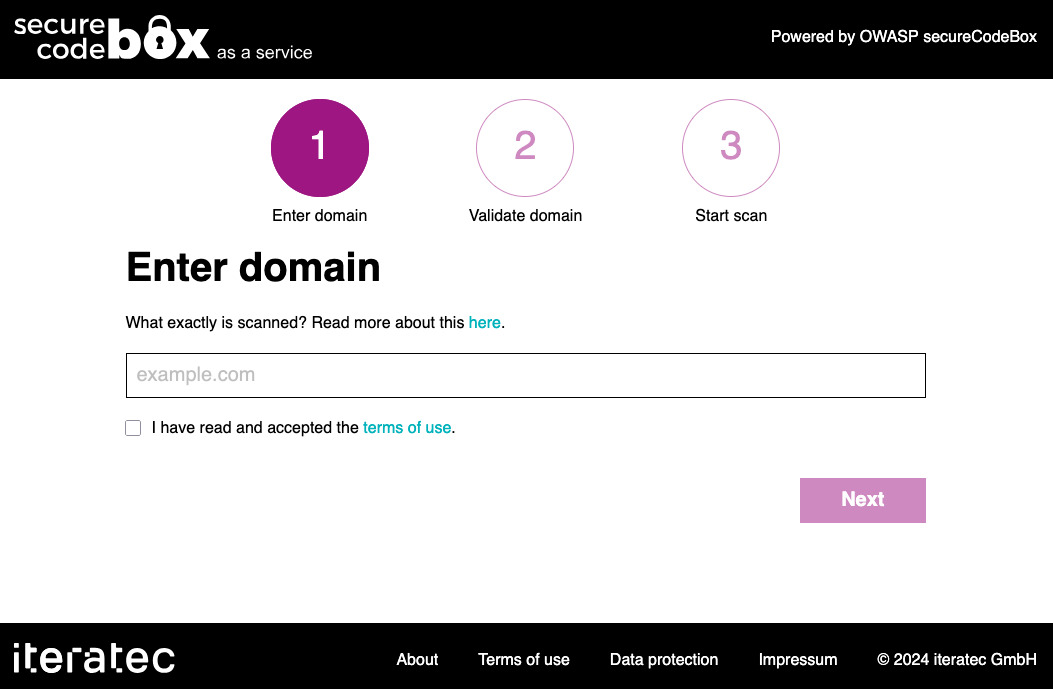 secure
codebox as a service
Powered by OWASP secureCodeBox
1
2
3
Enter domain
Validate domain
Start scan
Enter domain
What exactly is scanned? Read more about this here.
example.com
I have read and accepted the terms of use.
Next
iteratec
About
Terms of use
Data protection
Impressum
© 2024 iteratec GmbH